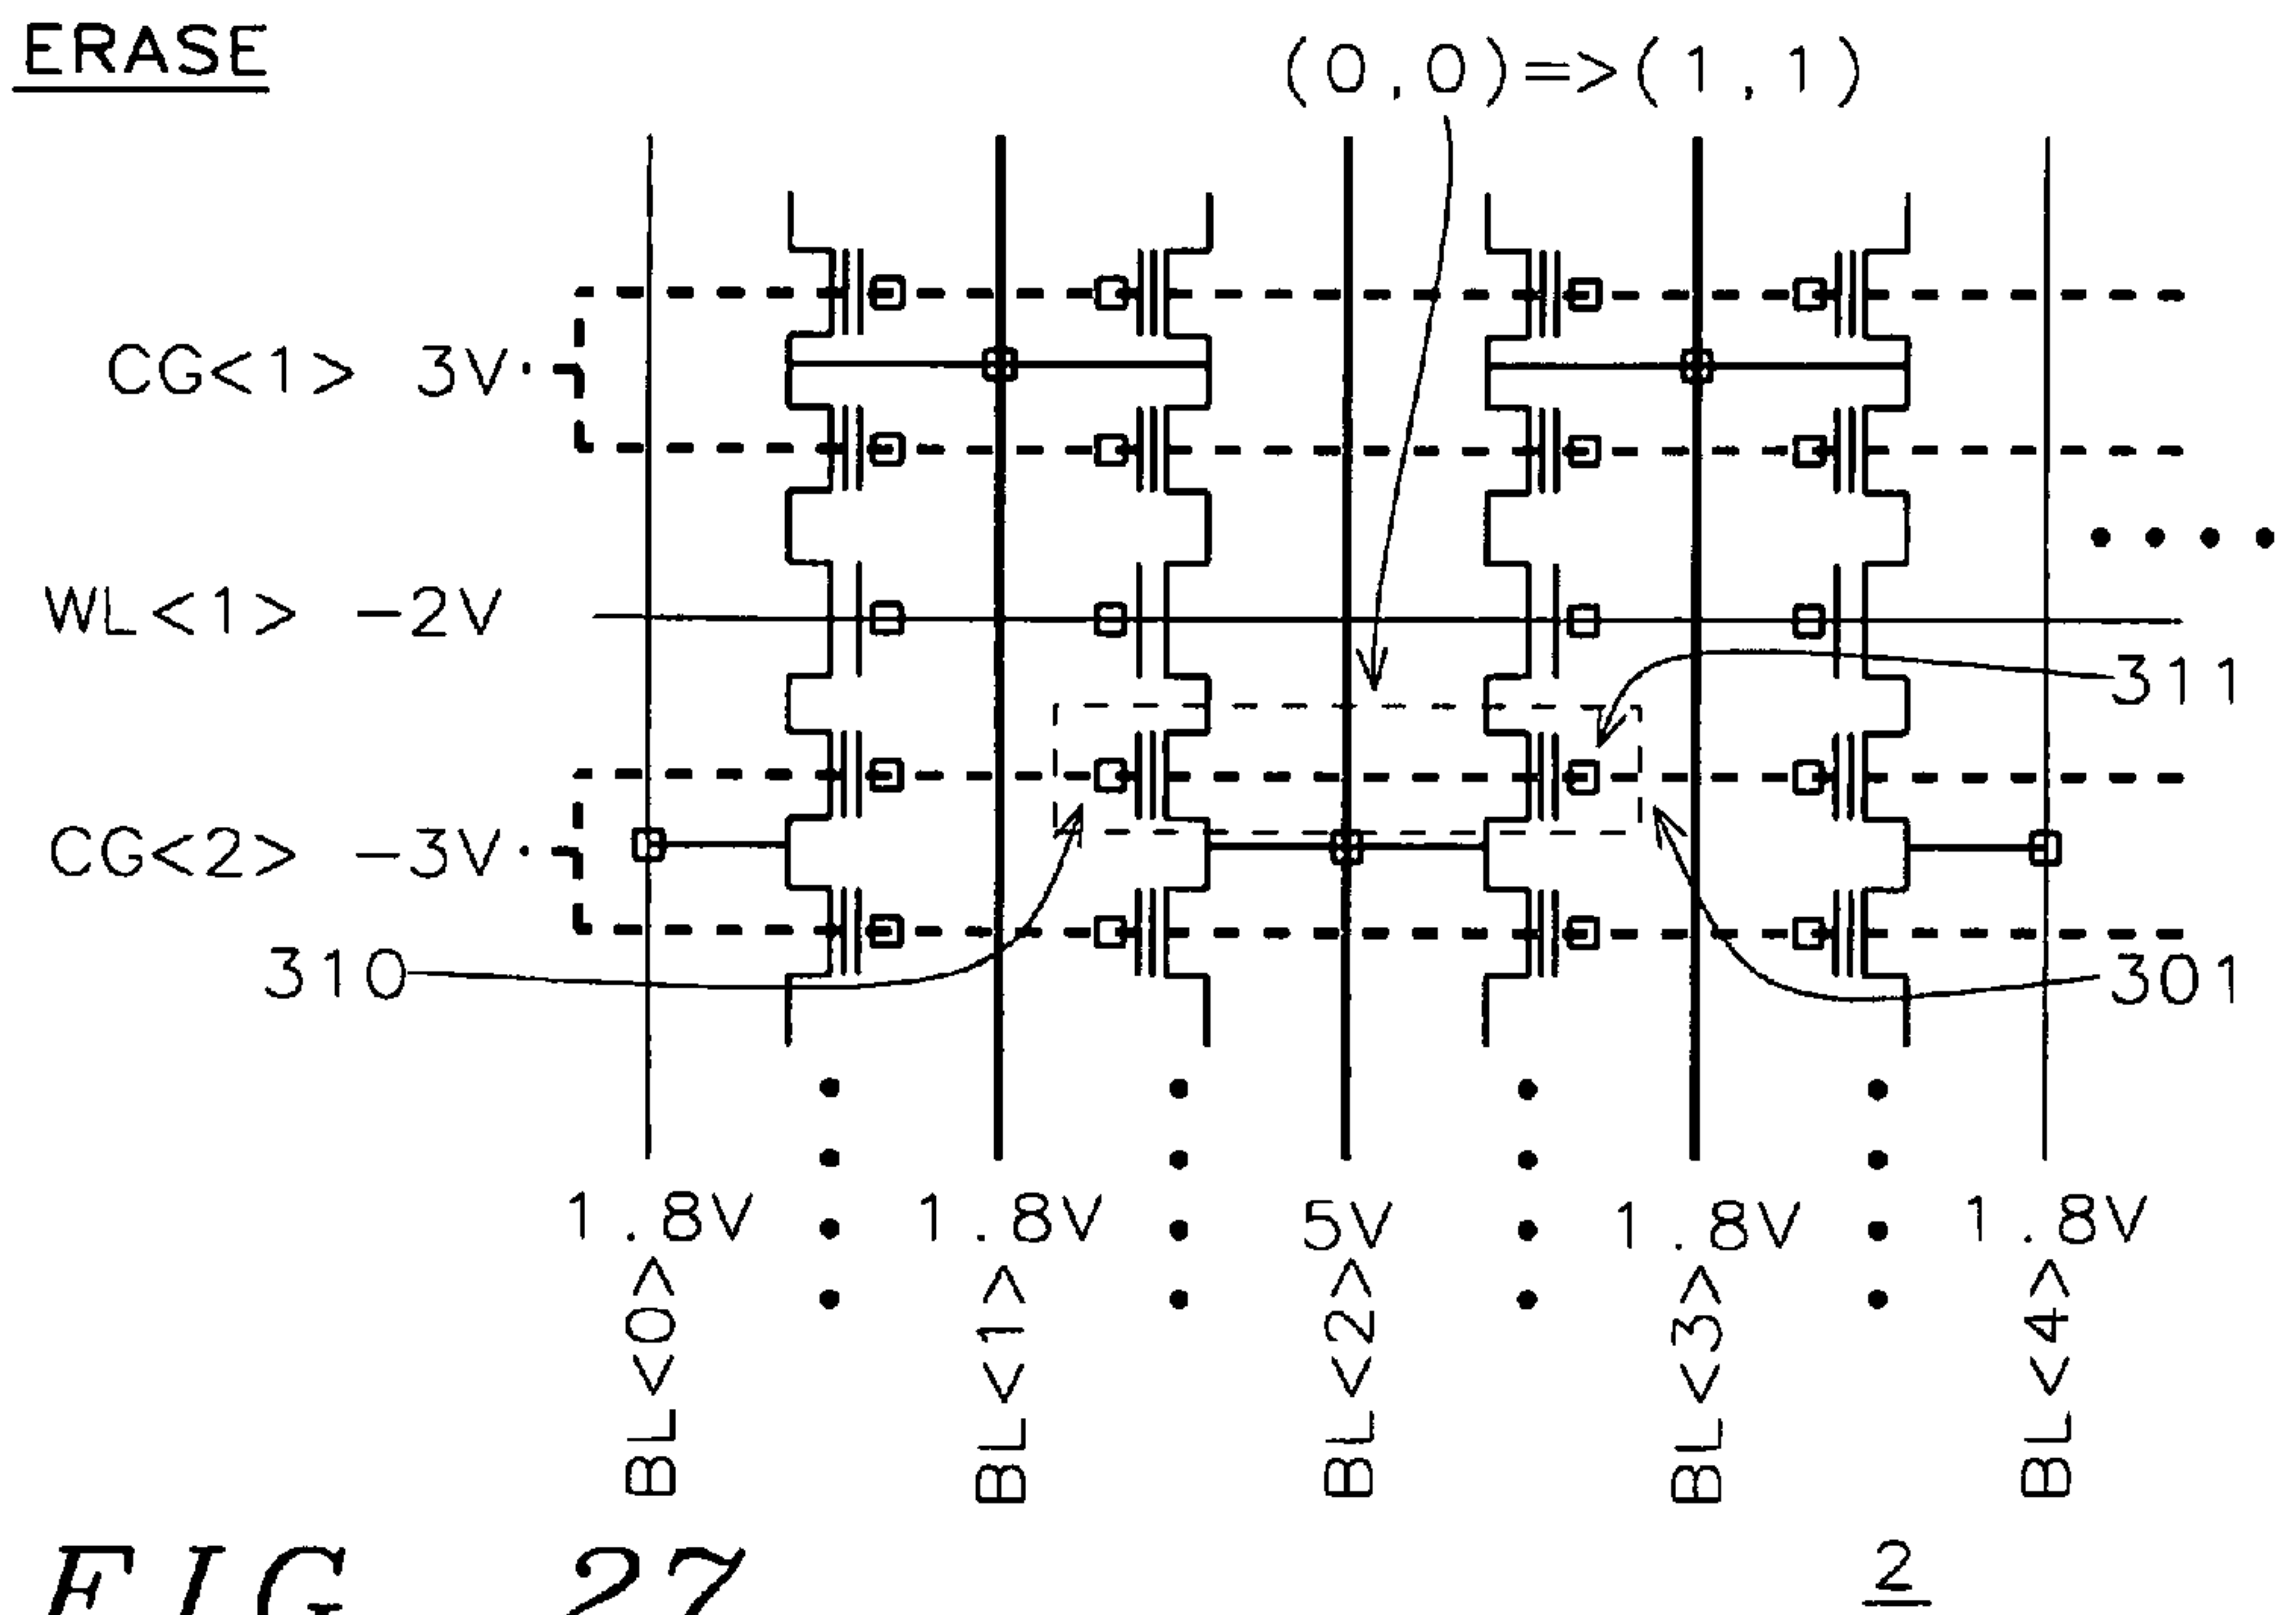 ERASE
(0,0)=>(1,1)
CG<1> 3V
WL<1> -2V
311
CG<2> -3V
310
301
1.8V 1.8V 5V 1.8V 1.8V
BL<0> BL<1> BL<2> BL<3> BL<4>
FIG. 27
2